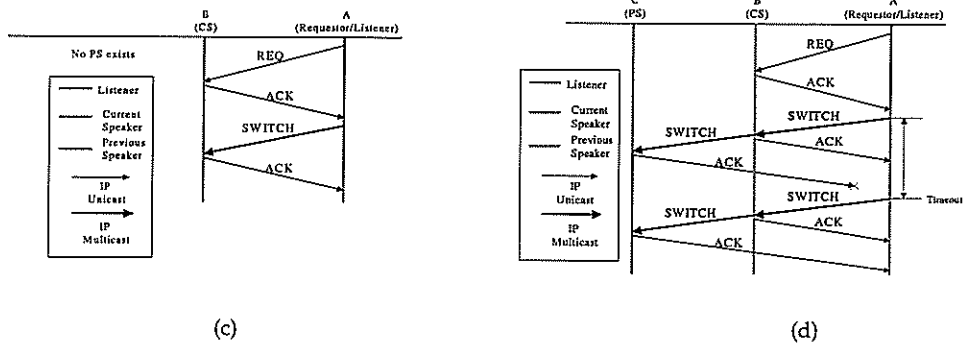 B
(CS)
A
(Requestor/Listener)
No PS exists
REQ
ACK
SWITCH
ACK
Listener
Current
Speaker
Previous
Speaker
IP
Unicast
IP
Multicast
(c)
C
(PS)
B
(CS)
A
(Requestor/Listener)
REQ
ACK
SWITCH
SWITCH
ACK
ACK
Timeout
SWITCH
SWITCH
ACK
ACK
Listener
Current
Speaker
Previous
Speaker
IP
Unicast
IP
Multicast
(d)